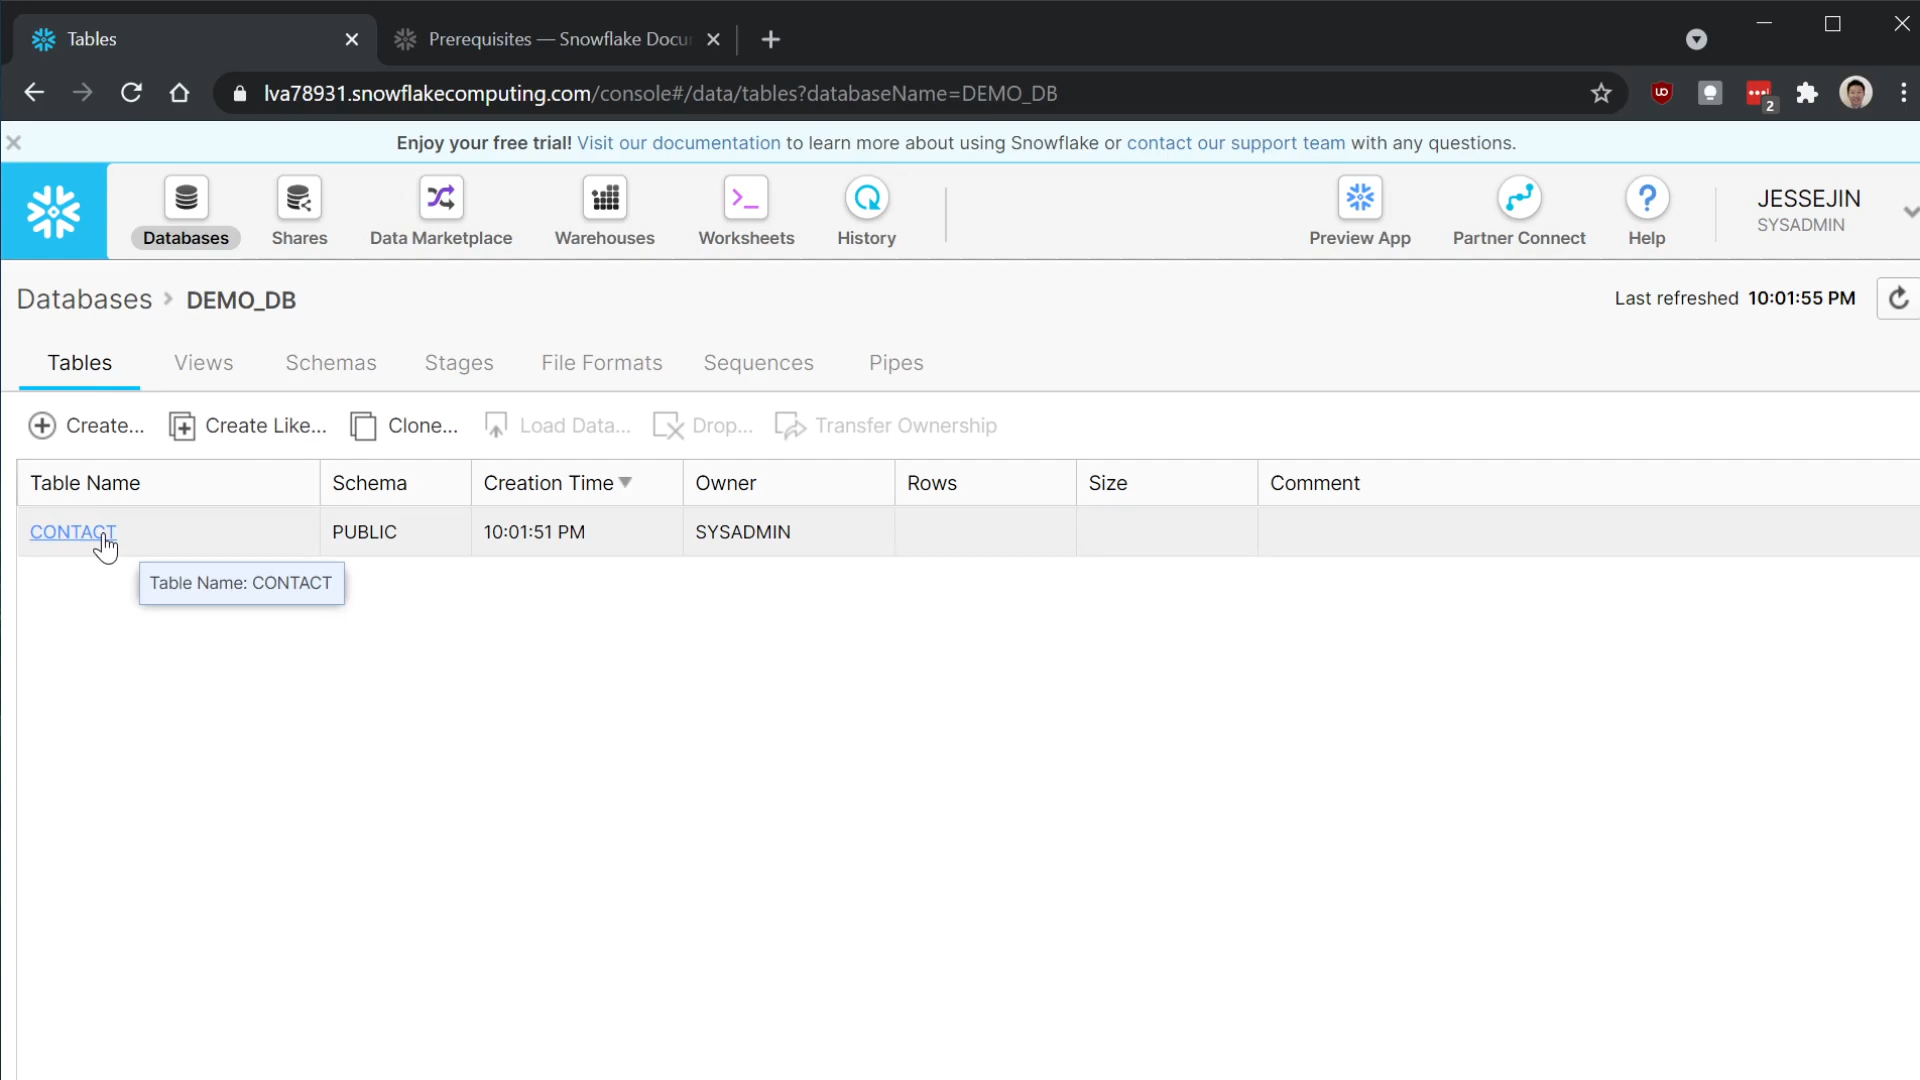 Tables
Prerequisites — Snowflake Docu
lva78931.snowflakecomputing.com/console#/data/tables?databaseName=DEMO_DB
2
Enjoy your free trial! Visit our documentation to learn more about using Snowflake or contact our support team with any questions.
Databases
Shares
Data Marketplace
Warehouses
Worksheets
History
Preview App
Partner Connect
Help
JESSEJIN
SYSADMIN
Databases > DEMO_DB
Last refreshed 10:01:55 PM
Tables Views Schemas Stages File Formats Sequences Pipes
Create... Create Like... Clone... Load Data... Drop... Transfer Ownership
Table Name Schema Creation Time Owner Rows Size Comment
CONTACT PUBLIC 10:01:51 PM SYSADMIN
Table Name: CONTACT